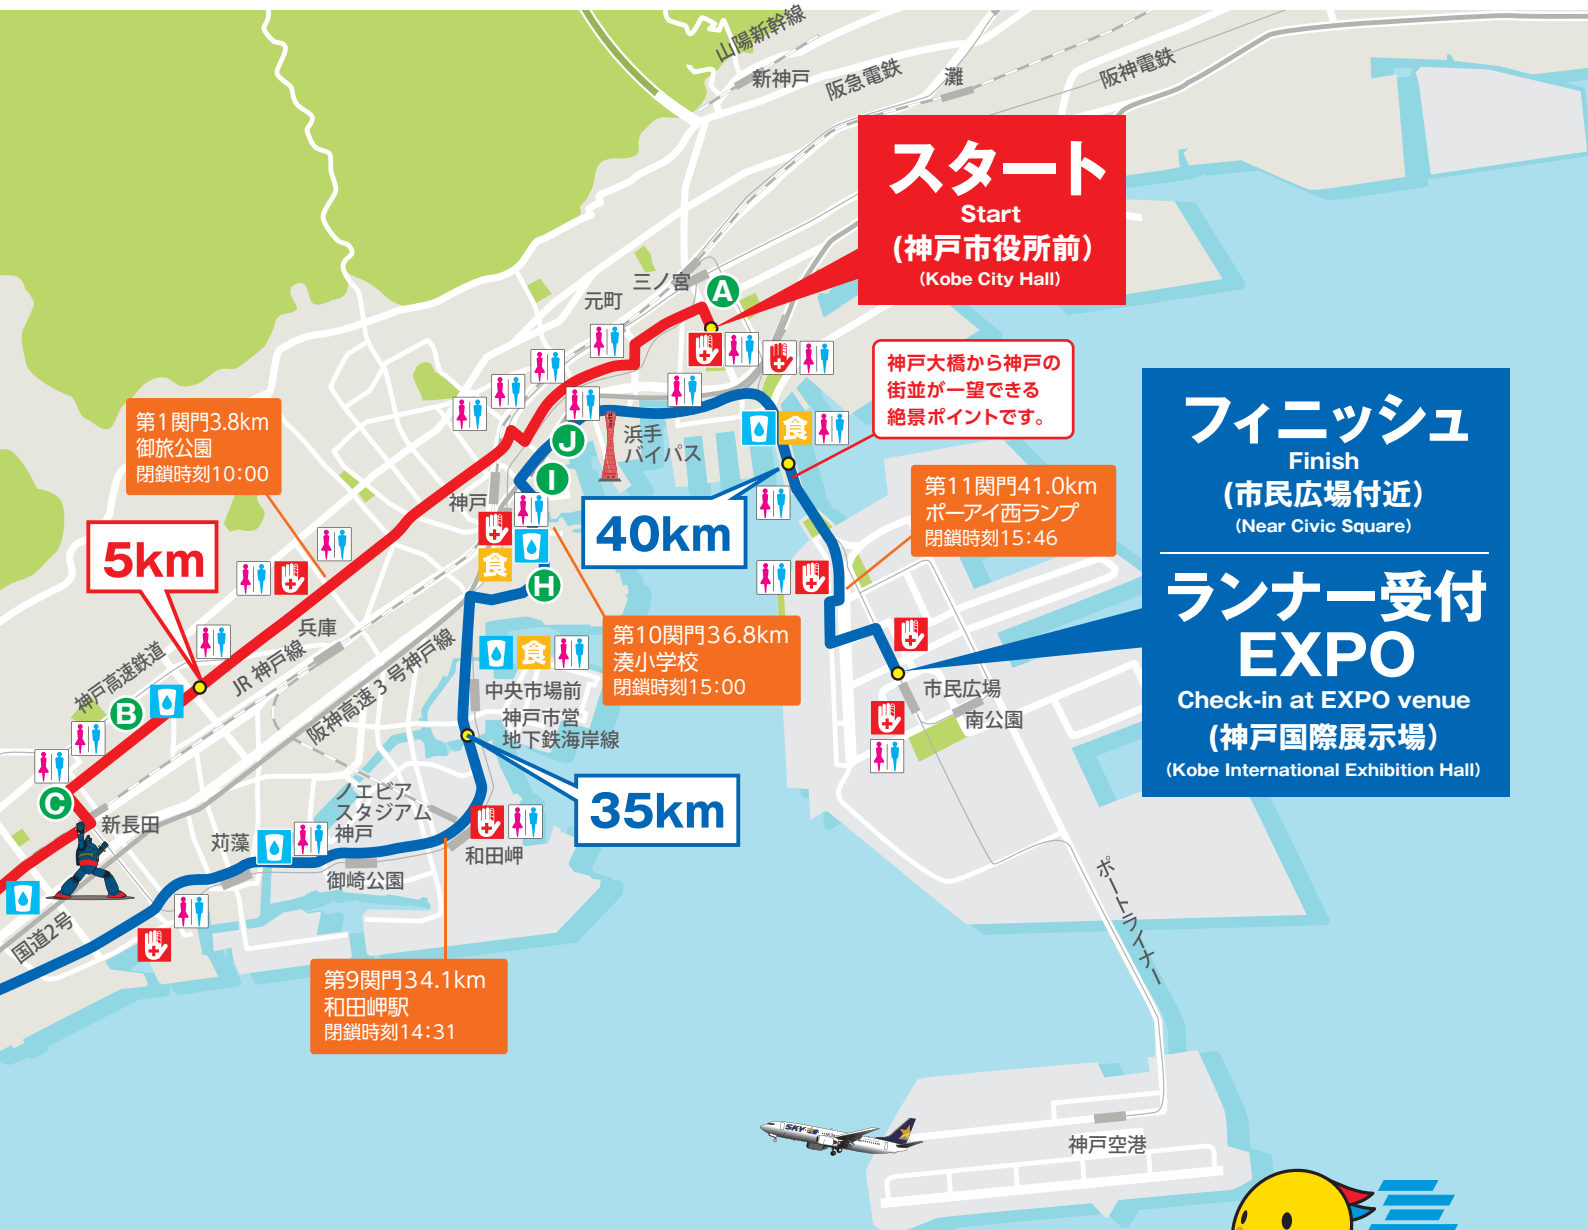 山陽新幹線
新神戸
阪急電鉄
灘
阪神電鉄
スタート
Start
(神戸市役所前)
(Kobe City Hall)
三ノ宮
元町
A
神戸大橋から神戸の
街並が一望できる
絶景ポイントです。
フィニッシュ
Finish
(市民広場付近)
(Near Civic Square)
ランナー受付
EXPO
Check-in at EXPO venue
(神戸国際展示場)
(Kobe International Exhibition Hall)
第1関門3.8km
御旅公園
閉鎖時刻10:00
J
浜手
バイパス
食
I
神戸
40km
第11関門41.0km
ポーアイ西ランプ
閉鎖時刻15:46
5km
食
H
兵庫
JR 神戸線
神戸高速鉄道
阪神高速3号神戸線
第10関門36.8km
湊小学校
閉鎖時刻15:00
食
中央市場前
神戸市営
地下鉄海岸線
市民広場
南公園
B
C
新長田
35km
ノエビア
スタジアム
神戸
苅藻
和田岬
御崎公園
国道2号
第9関門34.1km
和田岬駅
閉鎖時刻14:31
ポートライナー
SKY
神戸空港